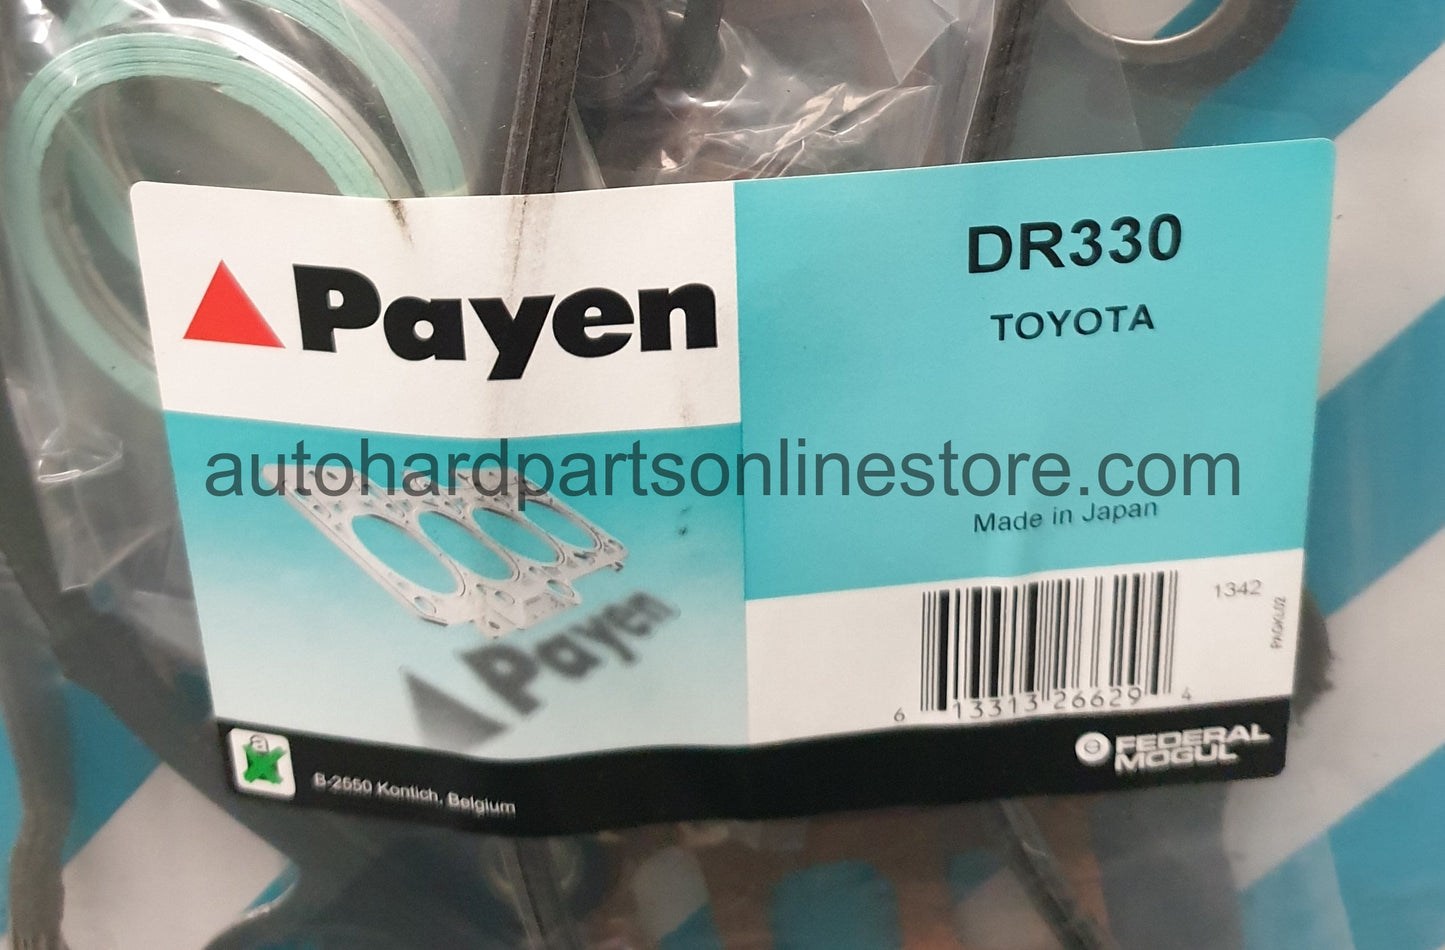 Payen
DR330
TOYOTA
autohardpartsonlinestore.com
Made in Japan
Payen
1342
PAGKL02
6 13313 26629 4
a
B-2550 Kontich, Belgium
e FEDERAL
MOGUL